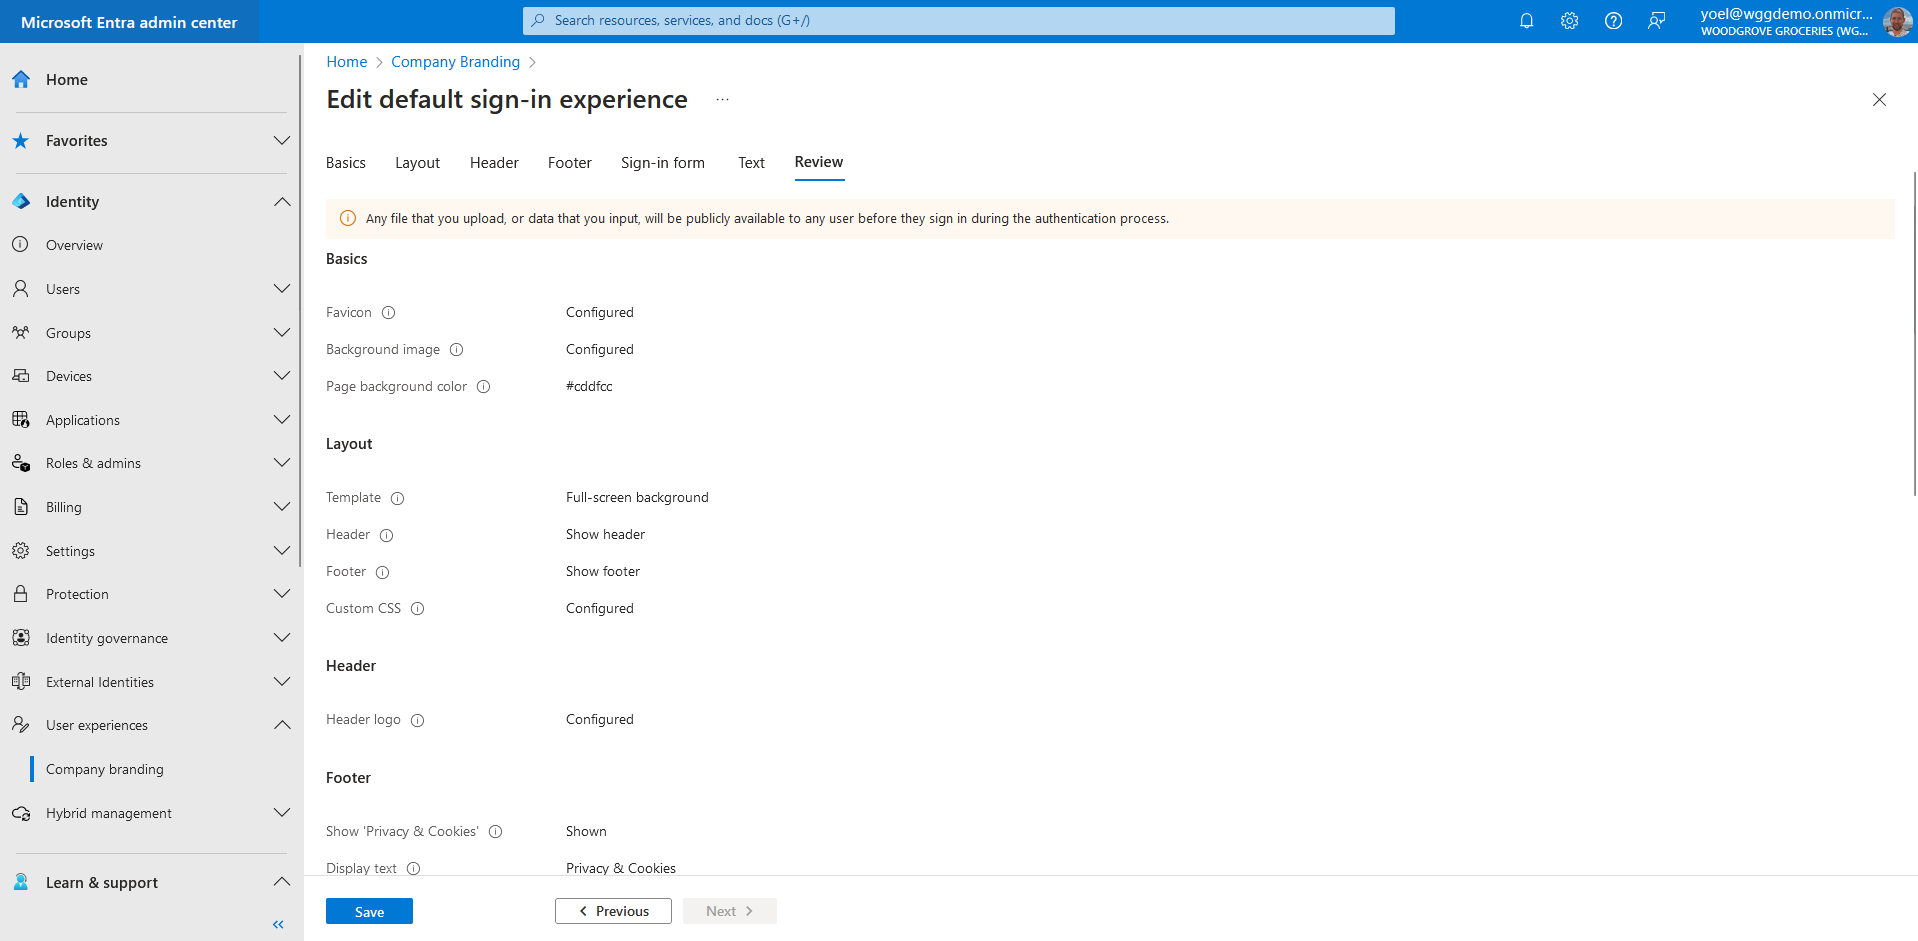 Microsoft Entra admin center
Search resources, services, and docs (G+/)
yoel@wggdemo.onmicr...
WOODGROVE GROCERIES (WG...
Home
Favorites
Identity
Overview
Users
Groups
Devices
Applications
Roles & admins
Billing
Settings
Protection
Identity governance
External Identities
User experiences
Company branding
Hybrid management
Learn & support
Home > Company Branding >
Edit default sign-in experience ...
Basics Layout Header Footer Sign-in form Text Review
Any file that you upload, or data that you input, will be publicly available to any user before they sign in during the authentication process.
Basics
Favicon Configured
Background image Configured
Page background color #cddfcc
Layout
Template Full-screen background
Header Show header
Footer Show footer
Custom CSS Configured
Header
Header logo Configured
Footer
Show 'Privacy & Cookies' Shown
Display text Privacy & Cookies
Save < Previous Next >